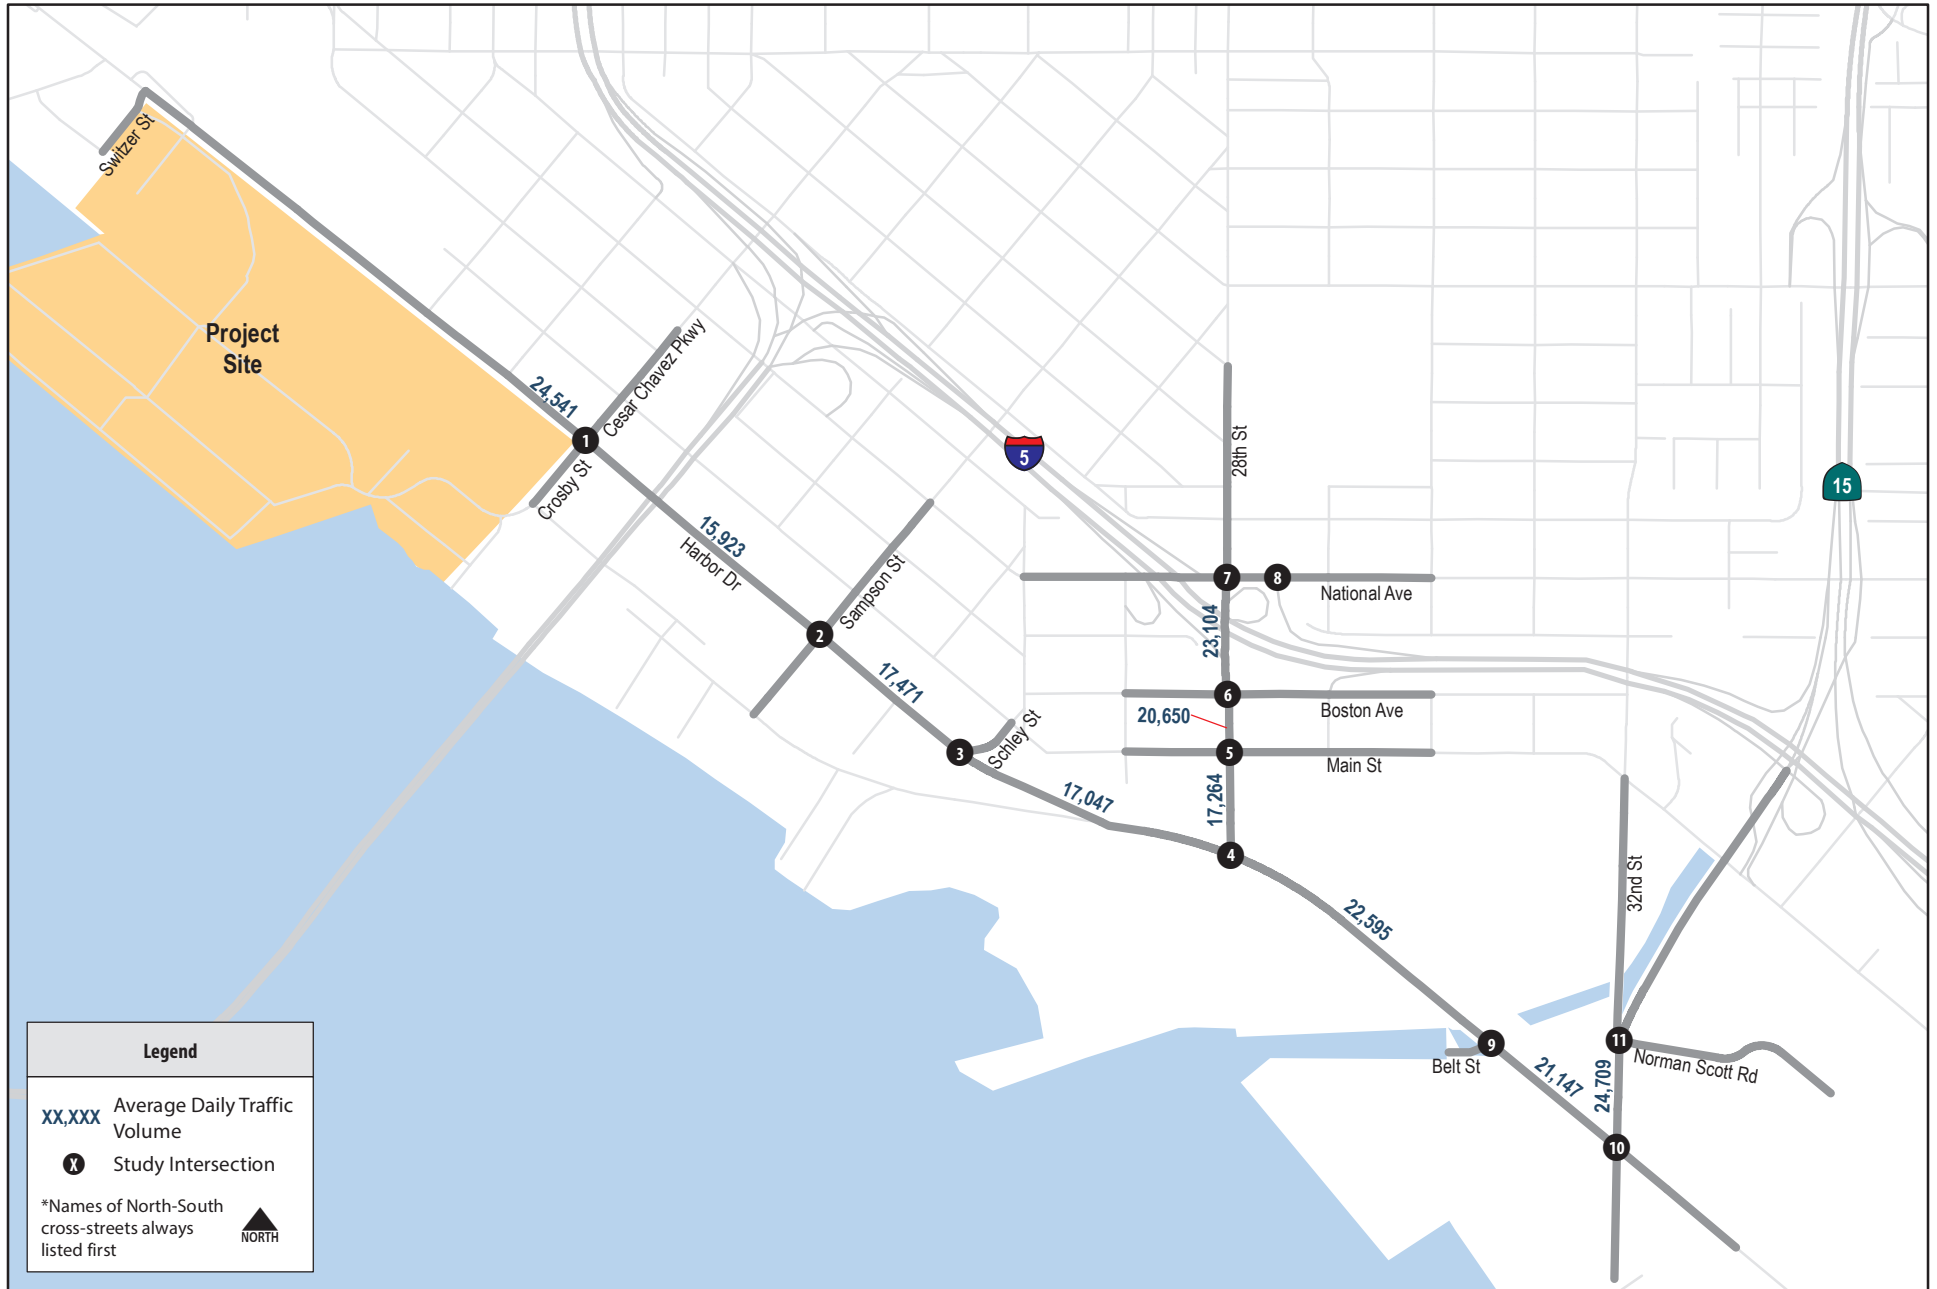 Switzer St
Project
Site
24,541
Cesar Chavez Pkwy
1
Crosby St
15,923
Harbor Dr
Sampson St
2
17,471
3
Schley St
17,047
5
28th St
15
7
8
National Ave
23,104
6
Boston Ave
20,650
5
Main St
17,264
4
22,595
32nd St
9
Belt St
11
Norman Scott Rd
21,147
24,709
10
Legend
XX,XXX
Average Daily Traffic
Volume
X
Study Intersection
*Names of North-South
cross-streets always
listed first
NORTH